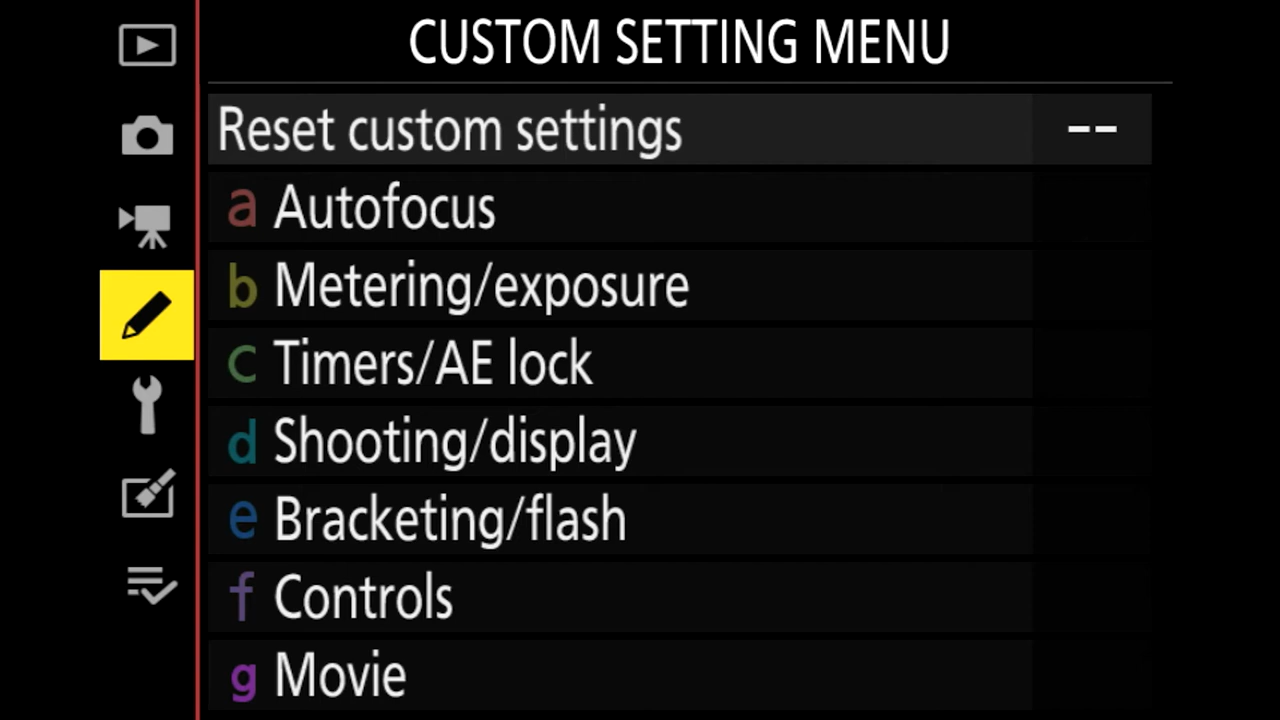 CUSTOM SETTING MENU
Reset custom settings --
a Autofocus
b Metering/exposure
c Timers/AE lock
d Shooting/display
e Bracketing/flash
f Controls
g Movie